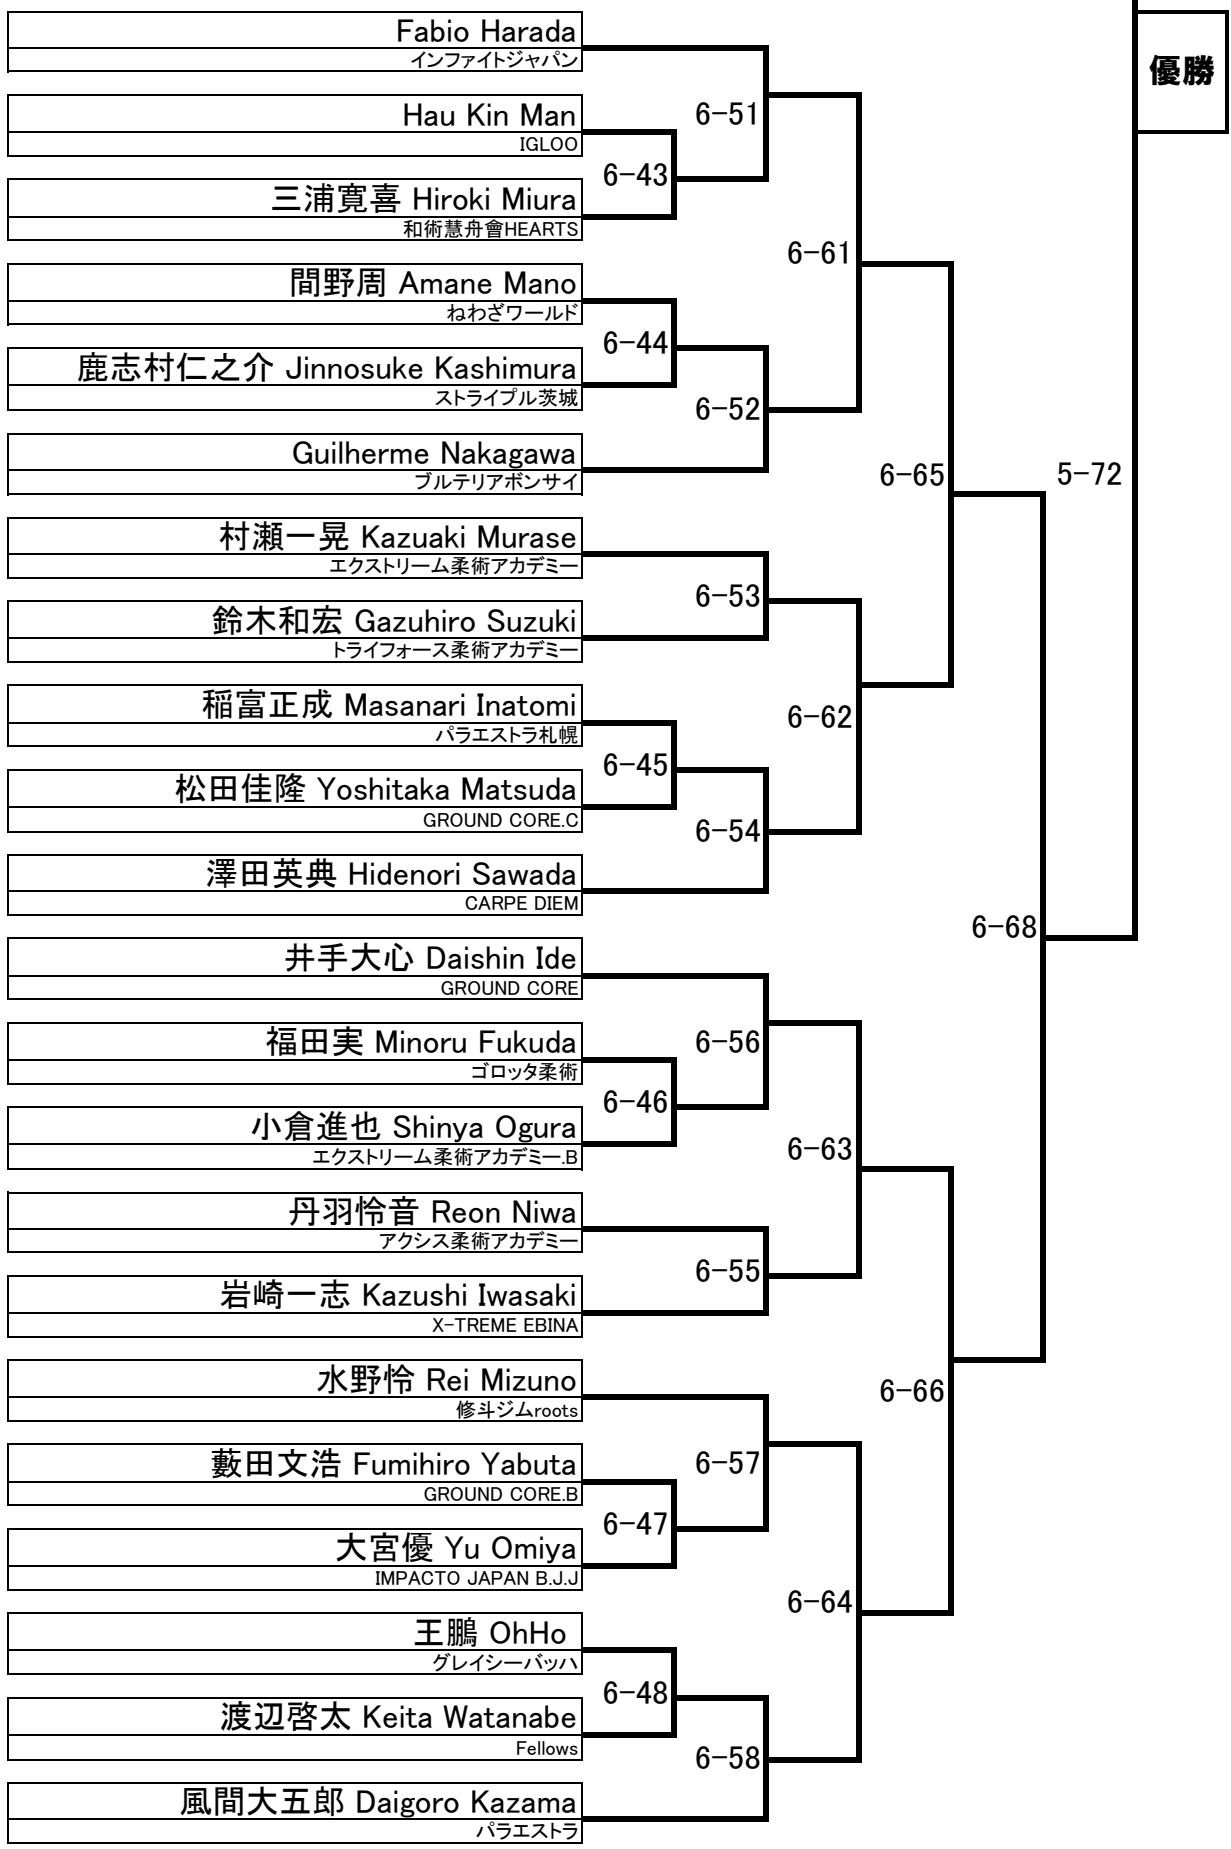 Fabio Harada
インファイトジャパン
優勝
Hau Kin Man
IGLOO
6-51
6-43
三浦寛喜 Hiroki Miura
和術慧舟會HEARTS
6-61
間野周 Amane Mano
ねわざワールド
6-44
鹿志村仁之介 Jinnosuke Kashimura
ストライプル茨城
6-52
Guilherme Nakagawa
ブルテリアボンサイ
6-65
5-72
村瀬一晃 Kazuaki Murase
エクストリーム柔術アカデミー
6-53
鈴木和宏 Gazuhiro Suzuki
トライフォース柔術アカデミー
稲富正成 Masanari Inatomi
パラエストラ札幌
6-62
6-45
松田佳隆 Yoshitaka Matsuda
GROUND CORE.C
6-54
澤田英典 Hidenori Sawada
CARPE DIEM
6-68
井手大心 Daishin Ide
GROUND CORE
福田実 Minoru Fukuda
ゴロッタ柔術
6-56
6-46
小倉進也 Shinya Ogura
エクストリーム柔術アカデミー.B
6-63
丹羽怜音 Reon Niwa
アクシス柔術アカデミー
6-55
岩崎一志 Kazushi Iwasaki
X-TREME EBINA
水野怜 Rei Mizuno
修斗ジムroots
6-66
藪田文浩 Fumihiro Yabuta
GROUND CORE.B
6-57
6-47
大宮優 Yu Omiya
IMPACTO JAPAN B.J.J
6-64
王鵬 OhHo
グレイシーバッハ
6-48
渡辺啓太 Keita Watanabe
Fellows
6-58
風間大五郎 Daigoro Kazama
パラエストラ